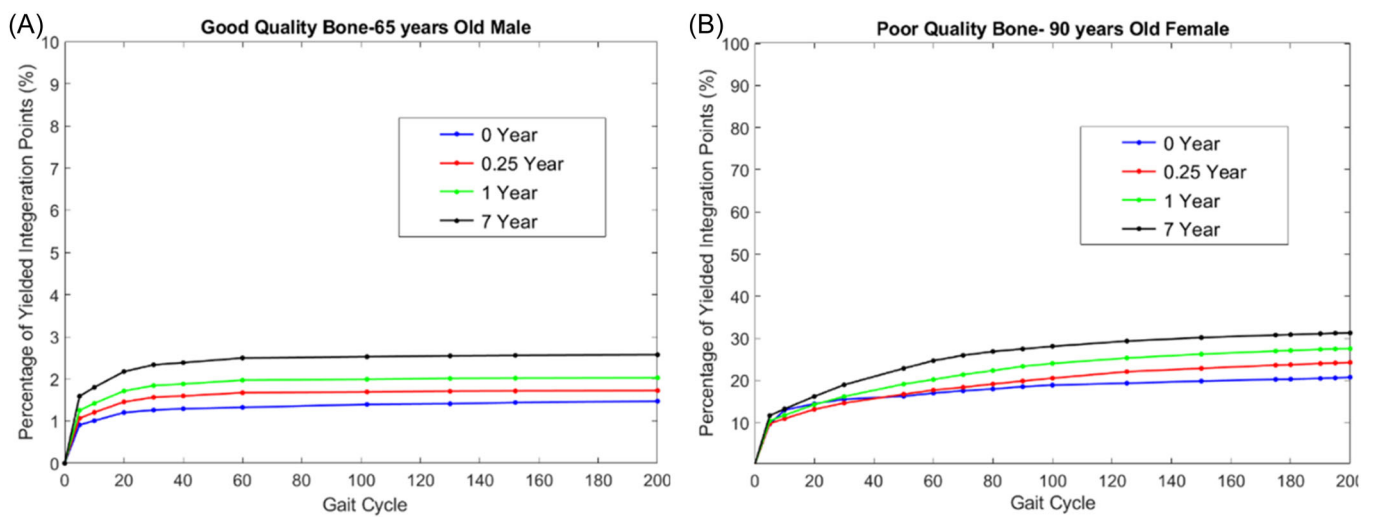 (A)
Good Quality Bone-65 years Old Male
Percentage of Yielded Integeration Points (%)
10
9
8
7
6
5
4
3
2
1
0
0 Year
0.25 Year
1 Year
7 Year
0 20 40 60 80 100 120 140 160 180 200
Gait Cycle
(B)
Poor Quality Bone- 90 years Old Female
Percentage of Yielded Integration Points (%)
100
90
80
70
60
50
40
30
20
10
0 Year
0.25 Year
1 Year
7 Year
0 20 40 60 80 100 120 140 160 180 200
Gait Cycle